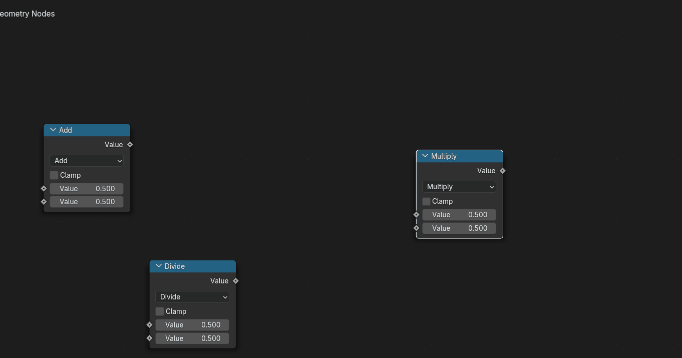 eometry Nodes
Add
Value
Add
Clamp
Value 0.500
Value 0.500
Multiply
Value
Multiply
Clamp
Value 0.500
Value 0.500
Divide
Value
Divide
Clamp
Value 0.500
Value 0.500